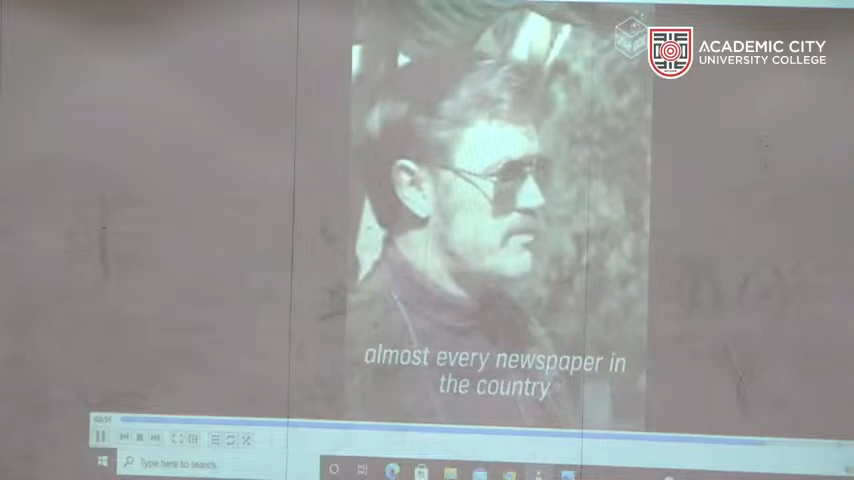 ACADEMIC CITY
UNIVERSITY COLLEGE
almost every newspaper in
the country
Type here to search